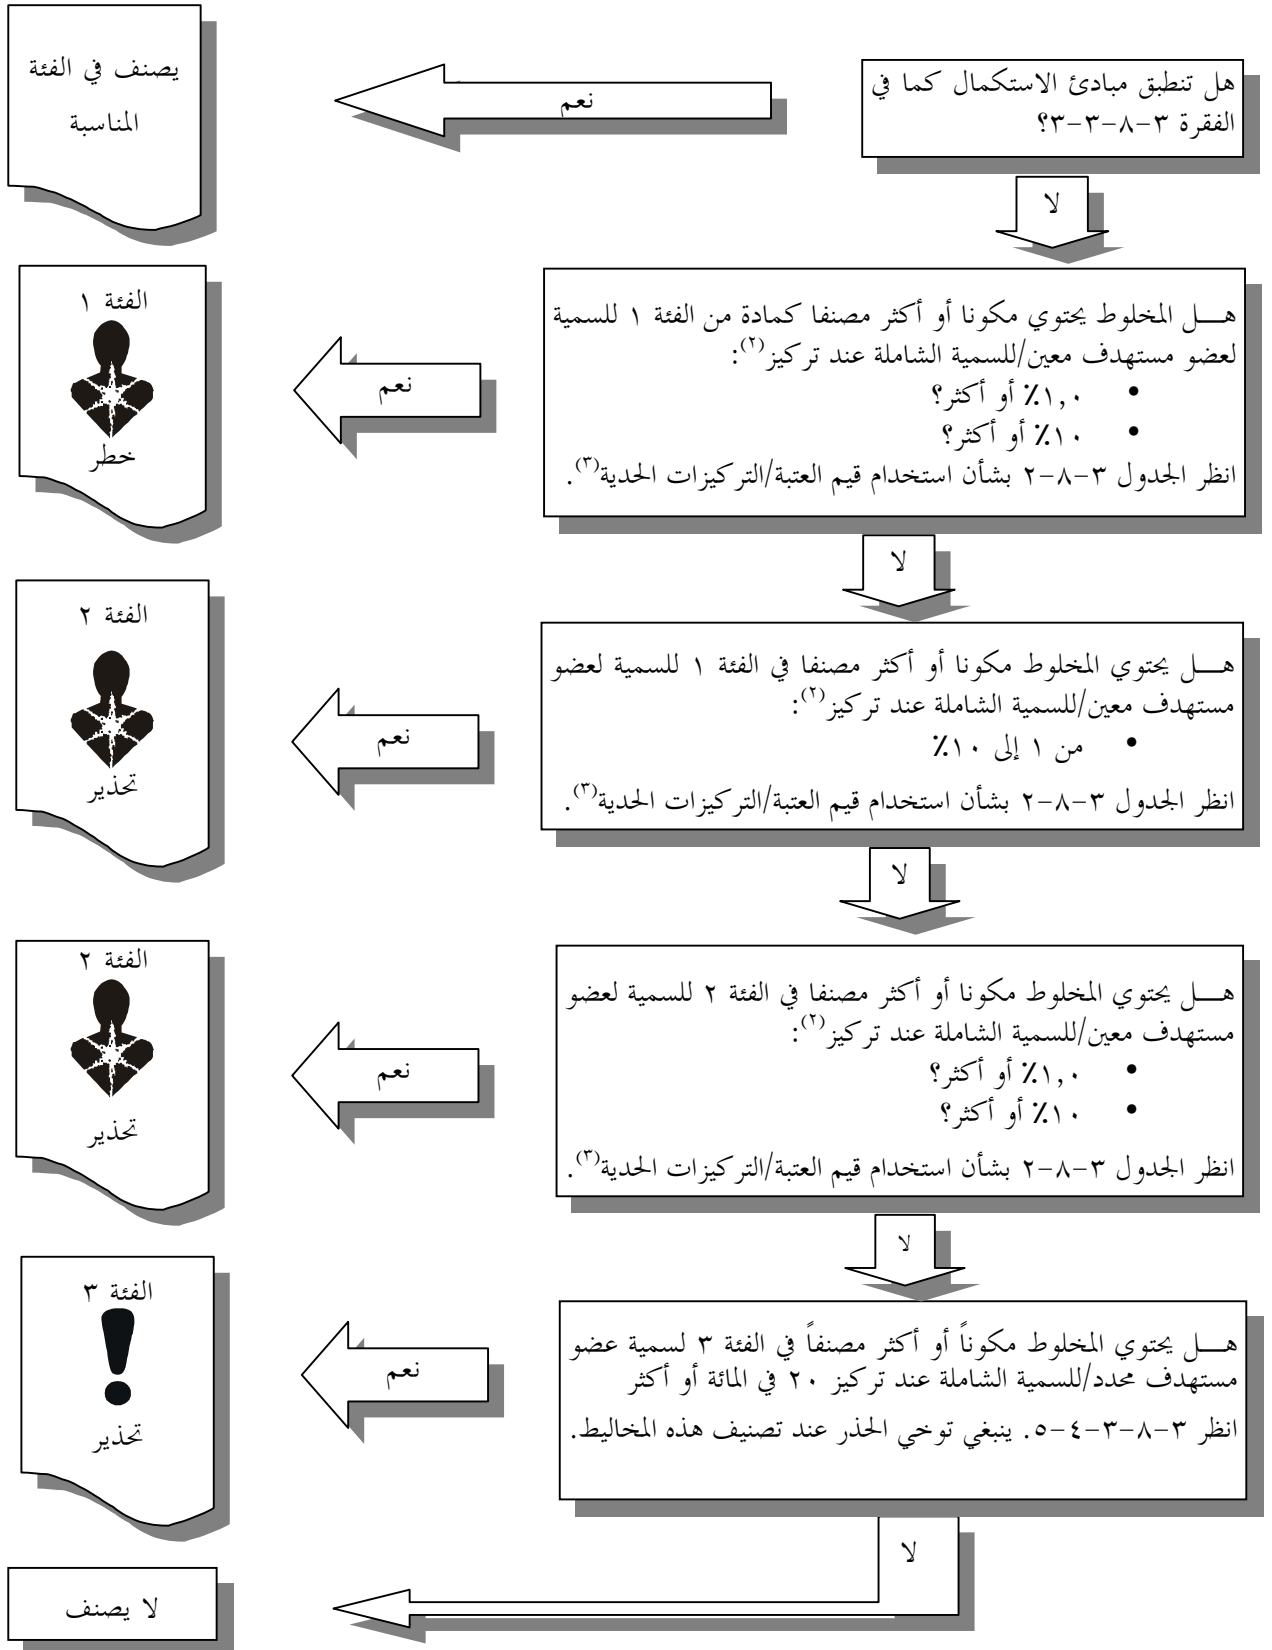 هل تنطبق مبادئ الاستكمال كما في
الفقرة ٣-٨-٣-٣؟
نعم
يصنف في الفئة
المناسبة
لا
هـل المخلوط يحتوي مكونا أو أكثر مصنفا كمادة من الفئة ١ للسمية
لعضو مستهدف معين/للسمية الشاملة عند تركيز(٢):
• ١,٠٪ أو أكثر؟
• ١٠٪ أو أكثر؟
انظر الجدول ٣-٨-٢ بشأن استخدام قيم العتبة/التركيزات الحدية(٣).
نعم
الفئة ١
خطر
لا
هـل يحتوي المخلوط مكونا أو أكثر مصنفا في الفئة ١ للسمية لعضو
مستهدف معين/للسمية الشاملة عند تركيز(٢):
• من ١ إلى ١٠٪
انظر الجدول ٣-٨-٢ بشأن استخدام قيم العتبة/التركيزات الحدية(٣).
نعم
الفئة ٢
تحذير
لا
هـل يحتوي المخلوط مكونا أو أكثر مصنفا في الفئة ٢ للسمية لعضو
مستهدف معين/للسمية الشاملة عند تركيز(٢):
• ١,٠٪ أو أكثر؟
• ١٠٪ أو أكثر؟
انظر الجدول ٣-٨-٢ بشأن استخدام قيم العتبة/التركيزات الحدية(٣).
نعم
الفئة ٢
تحذير
لا
هـل يحتوي المخلوط مكوناً أو أكثر مصنفاً في الفئة ٣ لسمية عضو
مستهدف محدد/للسمية الشاملة عند تركيز ٢٠ في المائة أو أكثر
انظر ٣-٨-٣-٤-٥. ينبغي توخي الحذر عند تصنيف هذه المخاليط.
نعم
الفئة ٣
تحذير
لا
لا يصنف